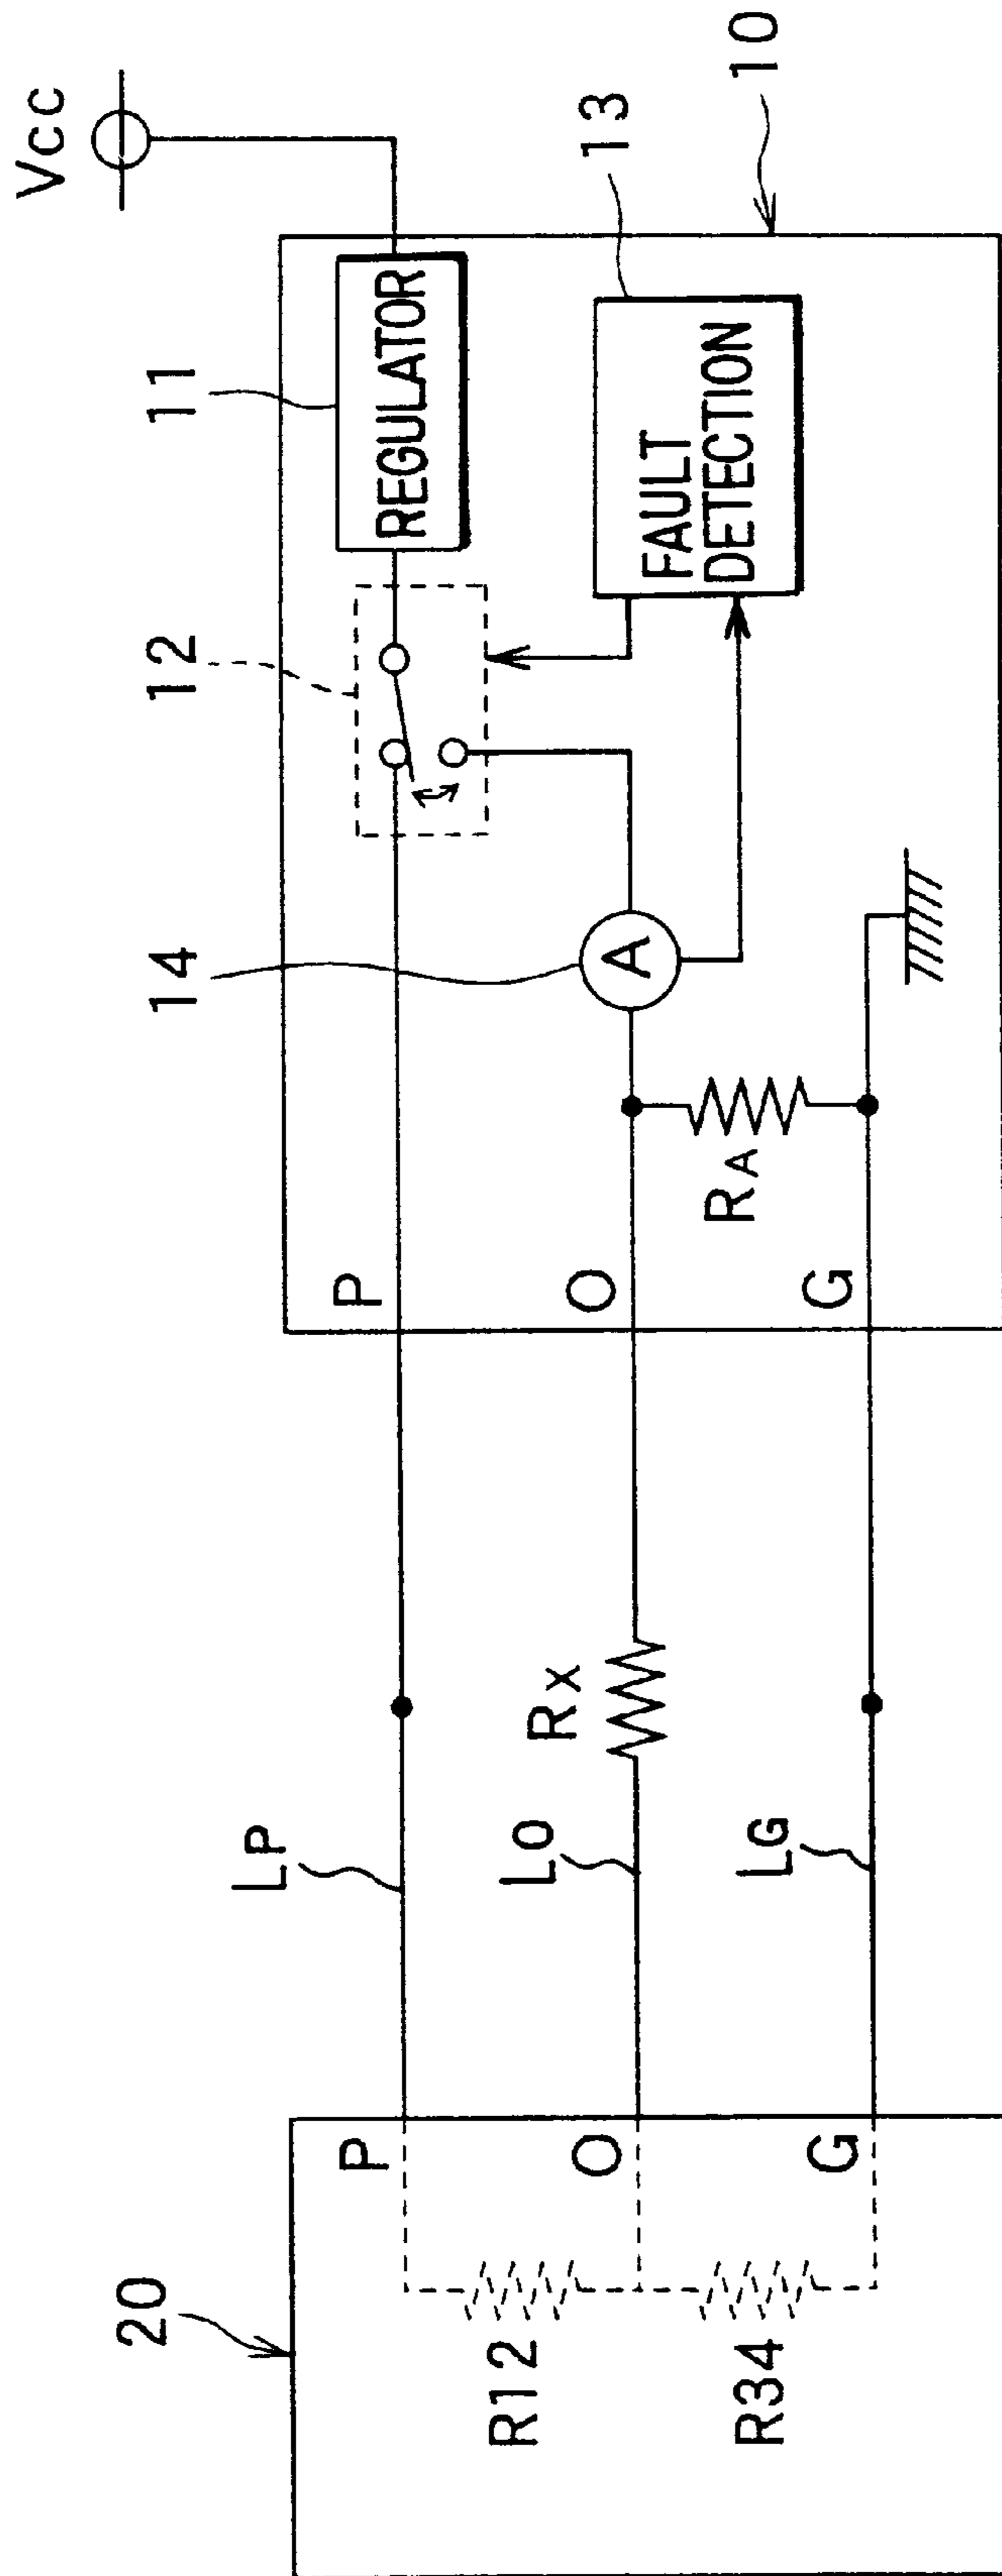 Vcc
11
REGULATOR
12
13
FAULT
DETECTION
10
14
A
RA
P
O
G
LP
LO
RX
LG
20
P
O
G
R12
R34